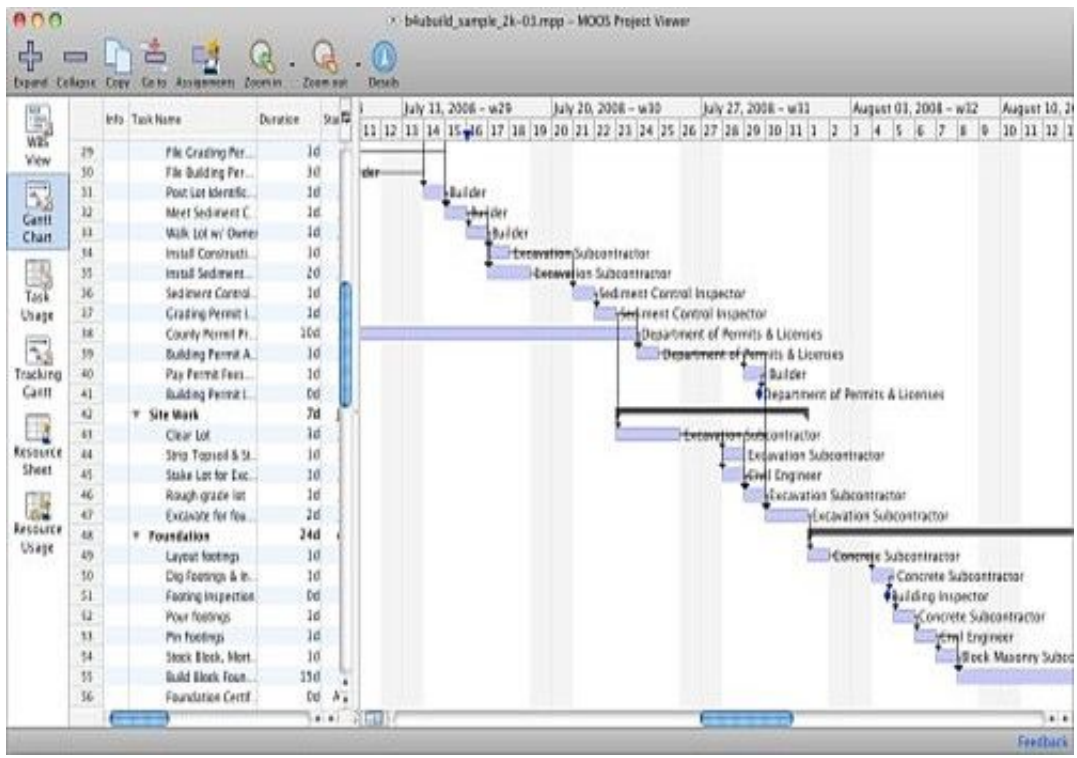 b4ubuild_sample_2k-03.mpp – MOOS Project Viewer
Expand Collapse Copy Go to Assignments Zoom in Zoom out Details
WBS View
Gantt Chart
Task Usage
Tracking Gantt
Resource Sheet
Resource Usage
Info Task Name Duration
July 13, 2008 – w29 July 20, 2008 – w30 July 27, 2008 – w31 August 03, 2008 – w32 August 10, 2
11 12 13 14 15 16 17 18 19 20 21 22 23 24 25 26 27 28 29 30 31 1 2 3 4 5 6 7 8 9 10 11 12 1
29 File Grading Per... 1d
30 File Building Per... 3d der
31 Post Lot Identific... 1d Builder
32 Meet Sediment C... 1d Builder
33 Walk Lot w/ Owner 1d Builder
34 Install Constructi... 1d Excavation Subcontractor
35 Install Sediment... 2d Excavation Subcontractor
36 Sediment Control... 1d Sediment Control Inspector
37 Grading Permit I... 1d Sediment Control Inspector
38 County Permit Pr... 10d Department of Permits & Licenses
39 Building Permit A... 1d Department of Permits & Licenses
40 Pay Permit Fees... 1d Builder
41 Building Permit I... 0d Department of Permits & Licenses
42 Site Work 7d
43 Clear Lot 3d Excavation Subcontractor
44 Strip Topsoil & St... 1d Excavation Subcontractor
45 Stake Lot for Exc... 1d Civil Engineer
46 Rough grade lot 1d Excavation Subcontractor
47 Excavate for fou... 2d Excavation Subcontractor
48 Foundation 24d
49 Layout footings 1d Concrete Subcontractor
50 Dig Footings & In... 1d Concrete Subcontractor
51 Footing Inspection 0d Building Inspector
52 Pour footings 1d Concrete Subcontractor
53 Pin Footings 1d Civil Engineer
54 Stock Block, Mort... 1d Block Masonry Subco
55 Build Block Foun... 15d
56 Foundation Certif... 0d A
Feedback